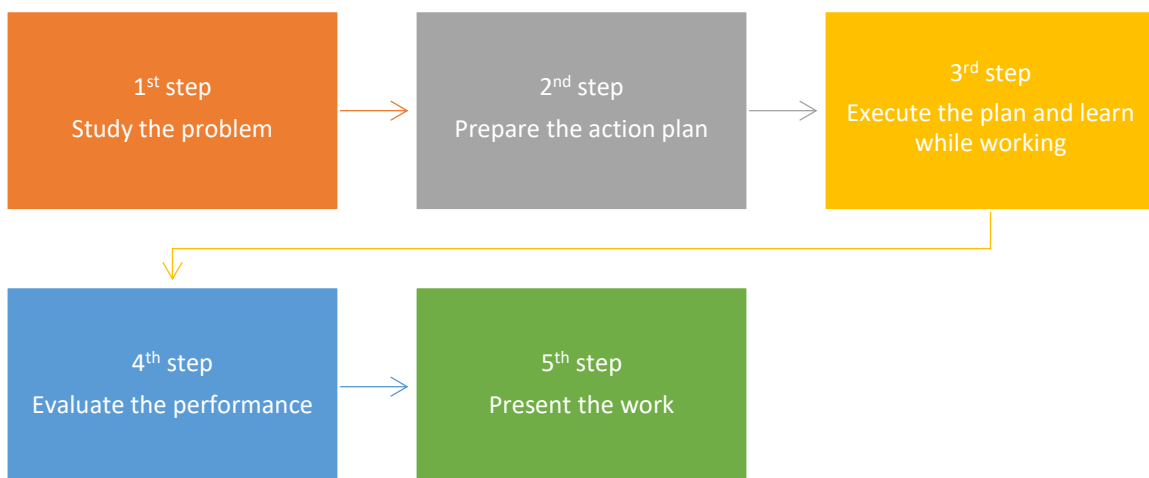 1st step
Study the problem
2nd step
Prepare the action plan
3rd step
Execute the plan and learn
while working
4th step
Evaluate the performance
5th step
Present the work